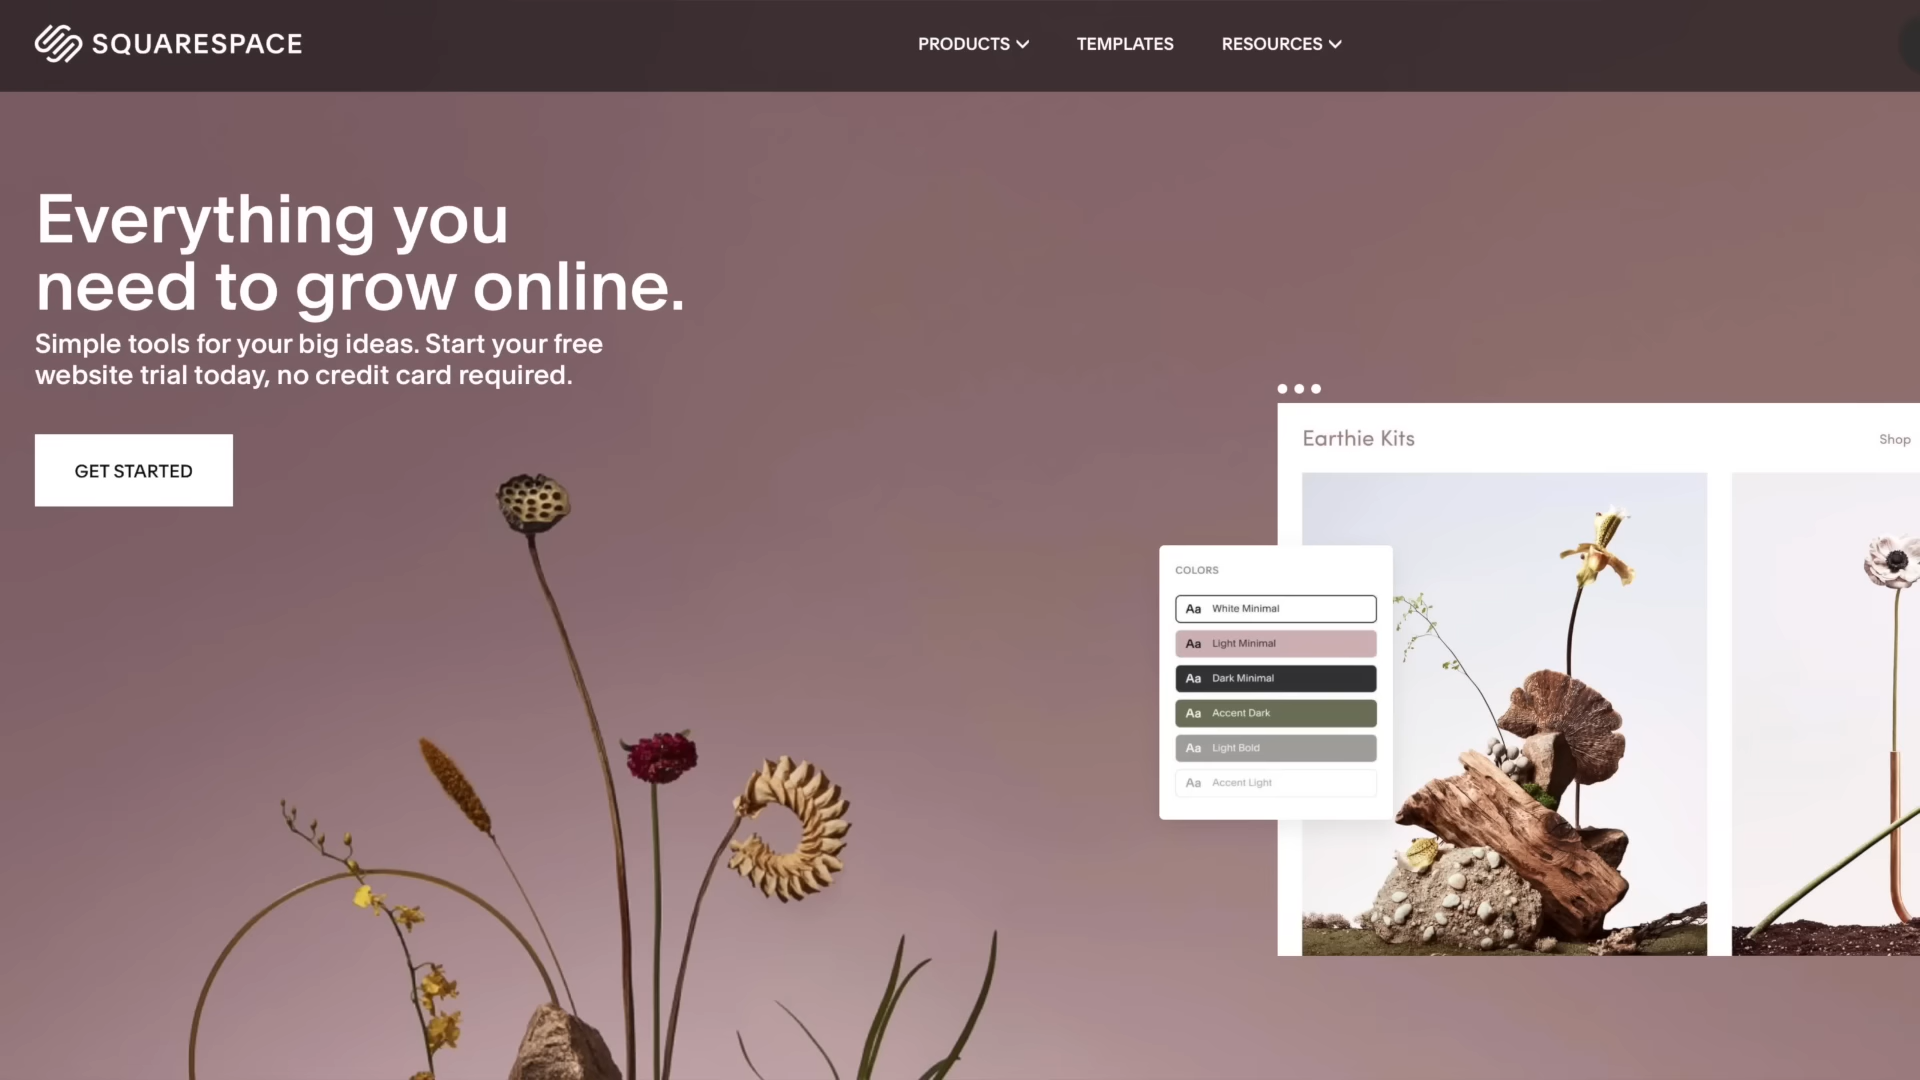 SQUARESPACE
PRODUCTS
TEMPLATES
RESOURCES
Everything you
need to grow online.
Simple tools for your big ideas. Start your free
website trial today, no credit card required.
GET STARTED
Earthie Kits
Shop
COLORS
Aa White Minimal
Aa Light Minimal
Aa Dark Minimal
Aa Accent Dark
Aa Light Bold
Aa Accent Light